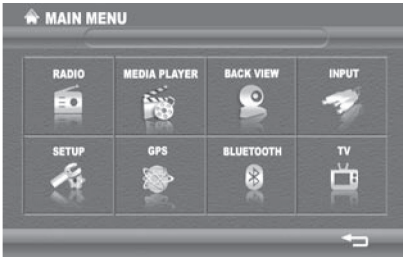 MAIN MENU
RADIO MEDIA PLAYER BACK VIEW INPUT
SETUP GPS BLUETOOTH TV